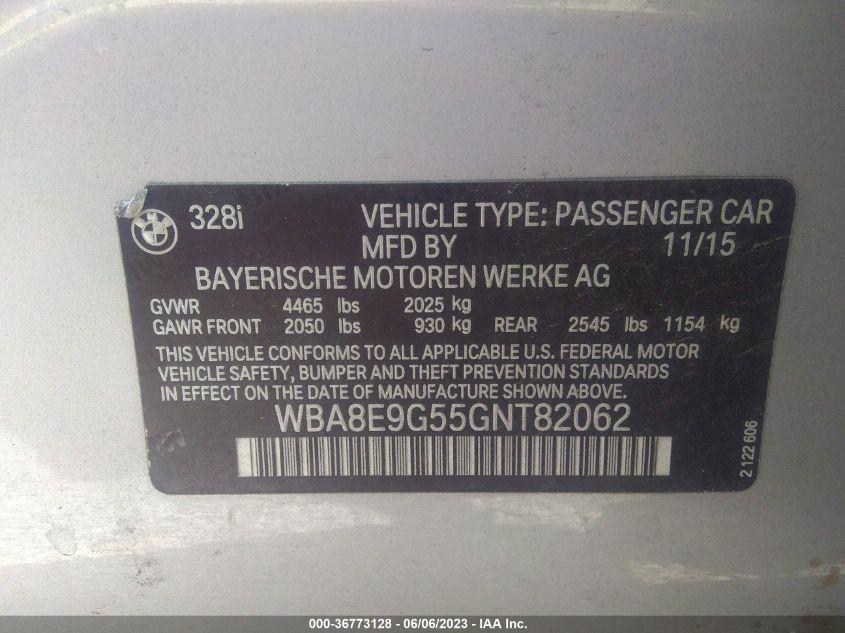 328i VEHICLE TYPE: PASSENGER CAR
MFD BY 11/15
BAYERISCHE MOTOREN WERKE AG
GVWR 4465 lbs 2025 kg
GAWR FRONT 2050 lbs 930 kg REAR 2545 lbs 1154 kg
THIS VEHICLE CONFORMS TO ALL APPLICABLE U.S. FEDERAL MOTOR
VEHICLE SAFETY, BUMPER AND THEFT PREVENTION STANDARDS
IN EFFECT ON THE DATE OF MANUFACTURE SHOWN ABOVE.
WBA8E9G55GNT82062
2 122 606
000-36773128 - 06/06/2023 - IAA Inc.